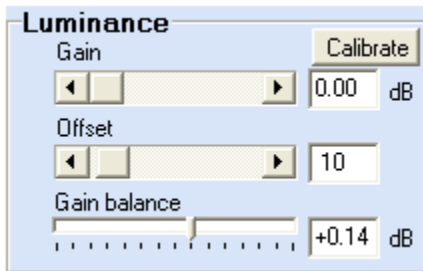 Luminance
Gain
Calibrate
0.00 dB
Offset
10
Gain balance
+0.14 dB